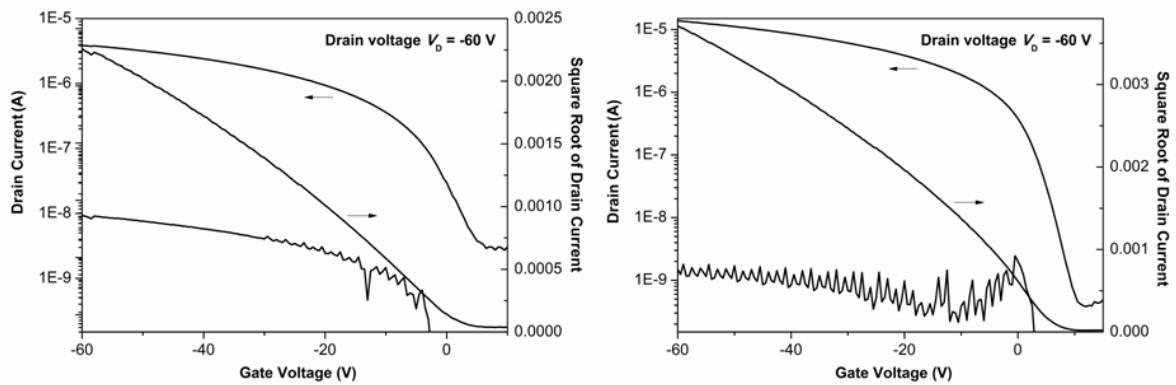 1E-5
1E-6
1E-7
1E-8
1E-9
Drain Current (A)
Drain voltage V_D = -60 V
0.0025
0.0020
0.0015
0.0010
0.0005
0.0000
Square Root of Drain Current
-60 -40 -20 0
Gate Voltage (V)
1E-5
1E-6
1E-7
1E-8
1E-9
Drain Current (A)
Drain voltage V_D = -60 V
0.003
0.002
0.001
0.000
Square Root of Drain Current
-60 -40 -20 0
Gate Voltage (V)